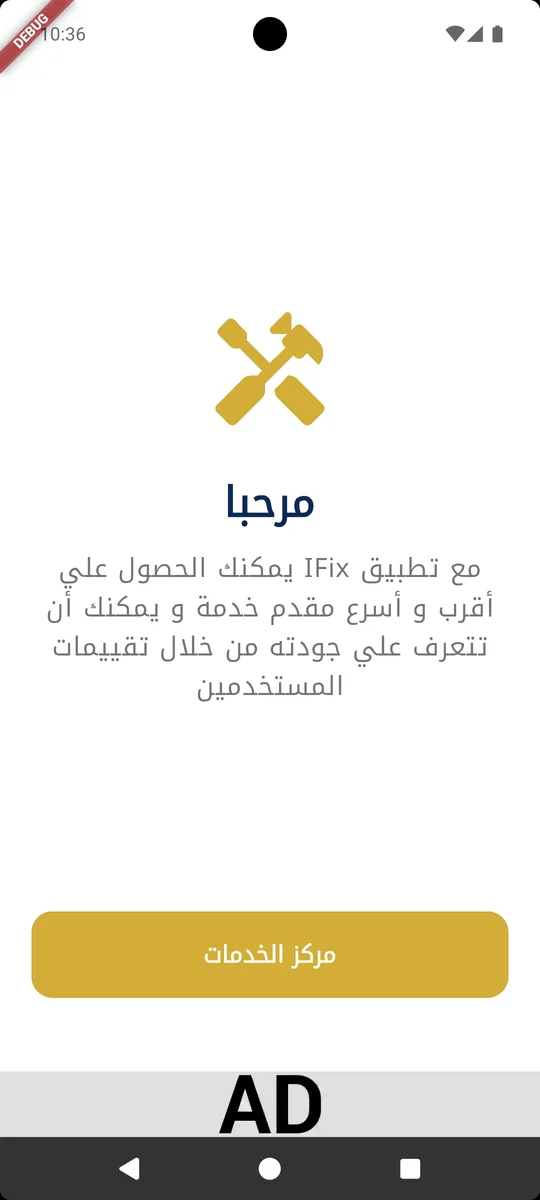 DEBUG
10:36
مرحبا
مع تطبيق IFix يمكنك الحصول علي
أقرب و أسرع مقدم خدمة و يمكنك أن
تتعرف علي جودته من خلال تقييمات
المستخدمين
مركز الخدمات
AD